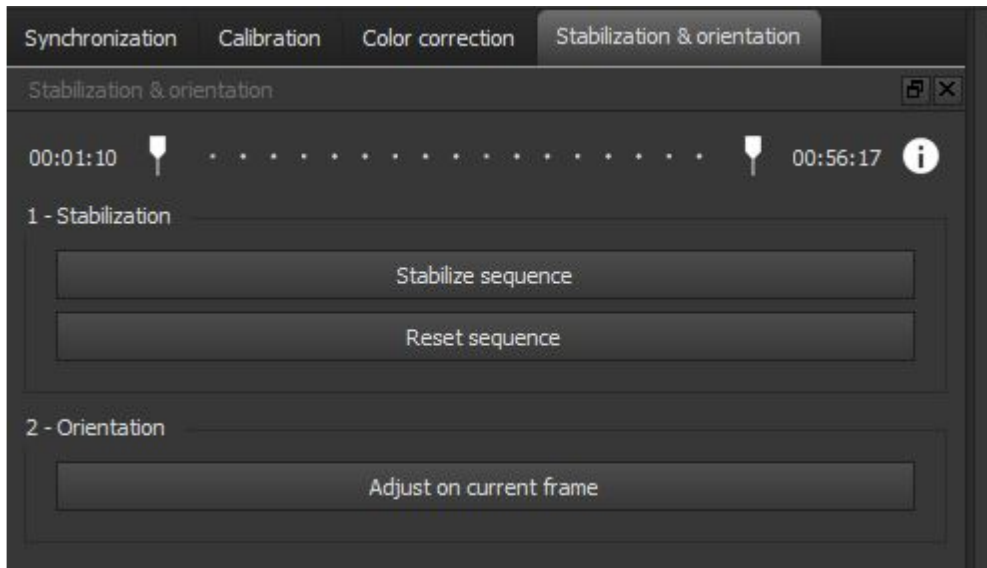 Synchronization Calibration Color correction Stabilization & orientation
Stabilization & orientation
00:01:10 00:56:17
1 - Stabilization
Stabilize sequence
Reset sequence
2 - Orientation
Adjust on current frame